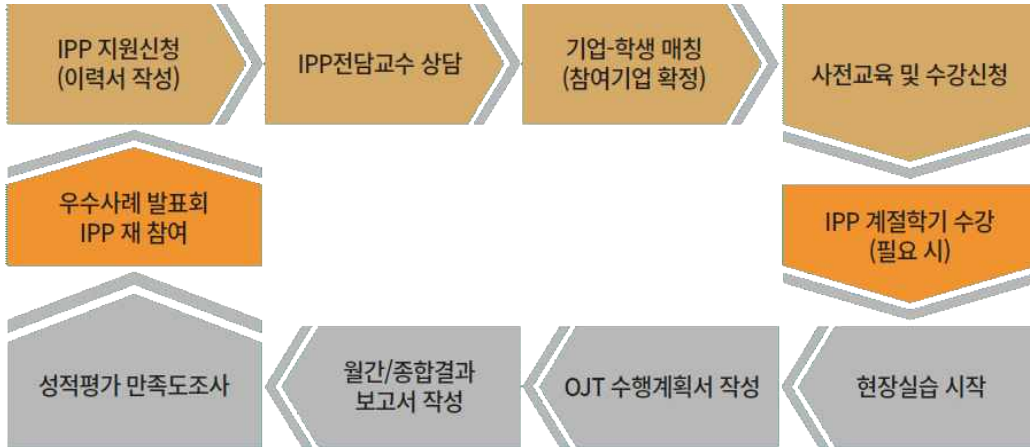 IPP 지원신청
(이력서 작성)
IPP전담교수 상담
기업-학생 매칭
(참여기업 확정)
사전교육 및 수강신청
IPP 계절학기 수강
(필요 시)
현장실습 시작
OJT 수행계획서 작성
월간/종합결과
보고서 작성
성적평가 만족도조사
우수사례 발표회
IPP 재 참여